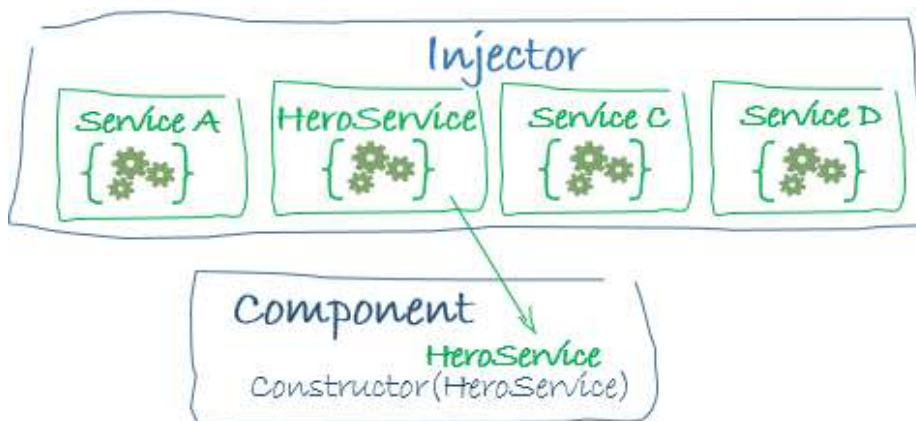 Injector
Service A HeroService Service C Service D
{ } { } { } { }
Component
HeroService
Constructor(HeroService)